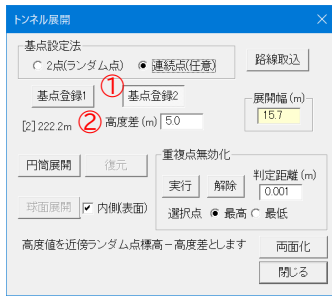 トンネル展開
基点設定法
2点(ランダム点) 連続点(任意)
路線取込
基点登録1 ① 基点登録2
[2] 222.2m ② 高度差(m) 50
展開幅(m)
15.7
円筒展開 復元
重複点無効化
実行 解除
判定距離(m)
0.001
選択点 最高 最低
球面展開 内側(表面)
高度値を近傍ランダム点標高－高度差とします
両面化
閉じる